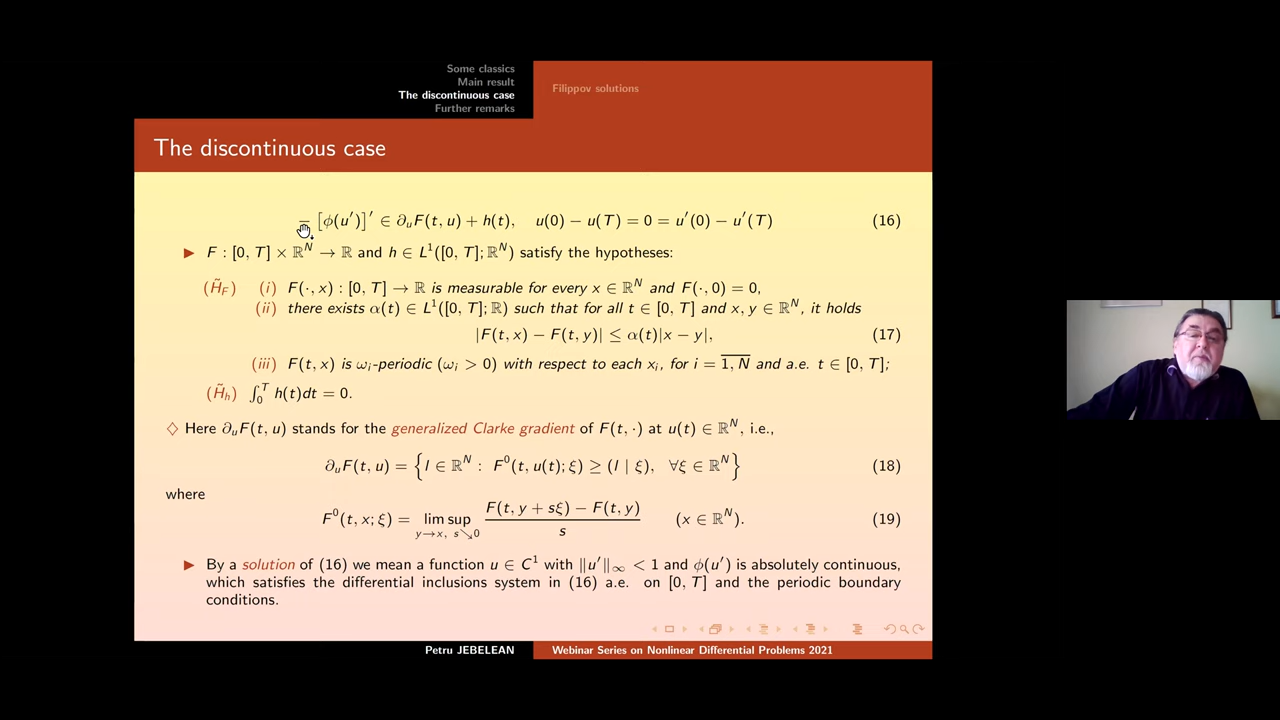 Some classics
Main result
The discontinuous case
Further remarks
Filippov solutions
The discontinuous case
− [ϕ(u′)]′ ∈ ∂ᵤF(t, u) + h(t), u(0) − u(T) = 0 = u′(0) − u′(T) (16)
▶ F : [0, T] × ℝᴺ → ℝ and h ∈ L¹([0, T]; ℝᴺ) satisfy the hypotheses:
(H̃_F) (i) F(·, x) : [0, T] → ℝ is measurable for every x ∈ ℝᴺ and F(·, 0) = 0,
(ii) there exists α(t) ∈ L¹([0, T]; ℝ) such that for all t ∈ [0, T] and x, y ∈ ℝᴺ, it holds
|F(t, x) − F(t, y)| ≤ α(t)|x − y|, (17)
(iii) F(t, x) is ωᵢ-periodic (ωᵢ > 0) with respect to each xᵢ, for i = \overline{1, N} and a.e. t ∈ [0, T];
(H̃_h) ∫₀ᵀ h(t)dt = 0.
♢ Here ∂ᵤF(t, u) stands for the generalized Clarke gradient of F(t, ·) at u(t) ∈ ℝᴺ, i.e.,
∂ᵤF(t, u) = {l ∈ ℝᴺ : F⁰(t, u(t); ξ) ≥ (l | ξ), ∀ξ ∈ ℝᴺ} (18)
where
F⁰(t, x; ξ) = lim sup_{y→x, s↘0} \frac{F(t, y + sξ) − F(t, y)}{s} (x ∈ ℝᴺ). (19)
▶ By a solution of (16) we mean a function u ∈ C¹ with ‖u′‖_∞ < 1 and ϕ(u′) is absolutely continuous,
which satisfies the differential inclusions system in (16) a.e. on [0, T] and the periodic boundary
conditions.
Petru JEBELEAN
Webinar Series on Nonlinear Differential Problems 2021